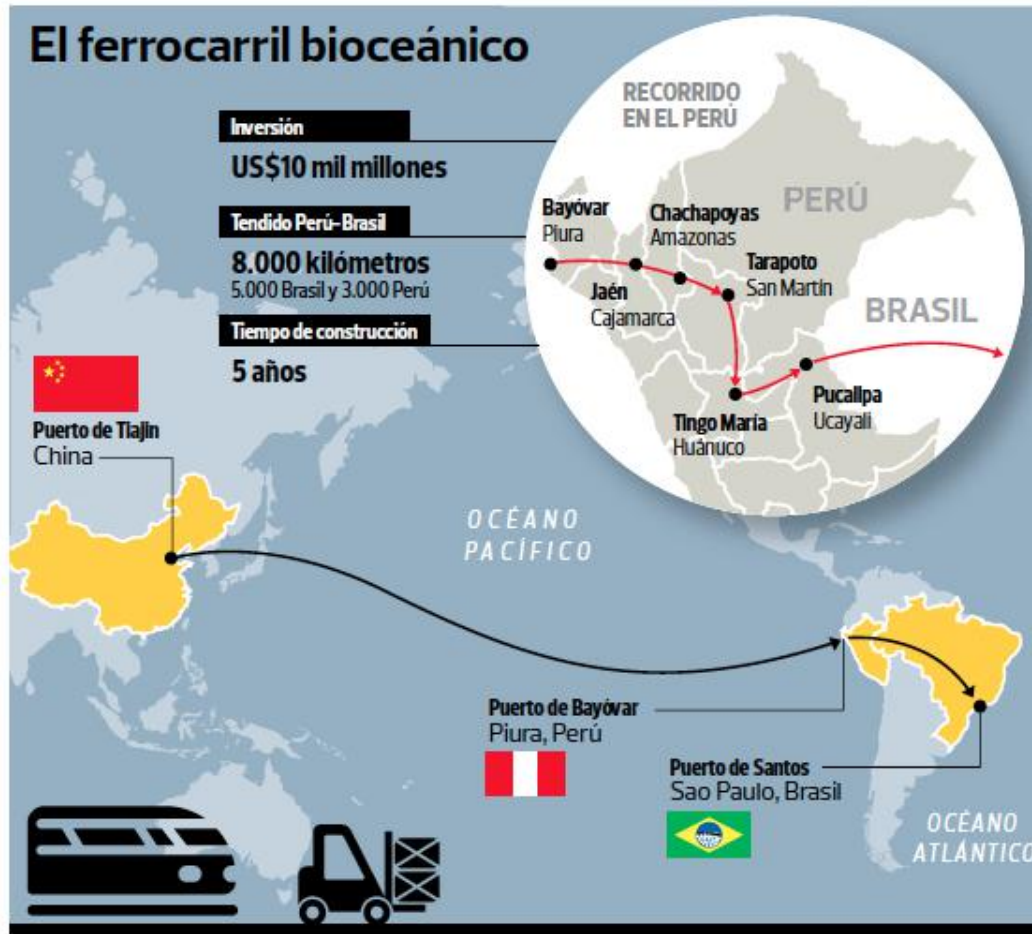 El ferrocarril bioceánico
Inversión
US$10 mil millones
Tendido Perú-Brasil
8.000 kilómetros
5.000 Brasil y 3.000 Perú
Tiempo de construcción
5 años
RECORRIDO
EN EL PERÚ
PERÚ
BRASIL
Bayóvar
Piura
Chachapoyas
Amazonas
Jaén
Cajamarca
Tarapoto
San Martín
Tingo María
Huánuco
Pucallpa
Ucayali
Puerto de Tiajin
China
OCÉANO
PACÍFICO
Puerto de Bayóvar
Piura, Perú
Puerto de Santos
Sao Paulo, Brasil
OCÉANO
ATLÁNTICO